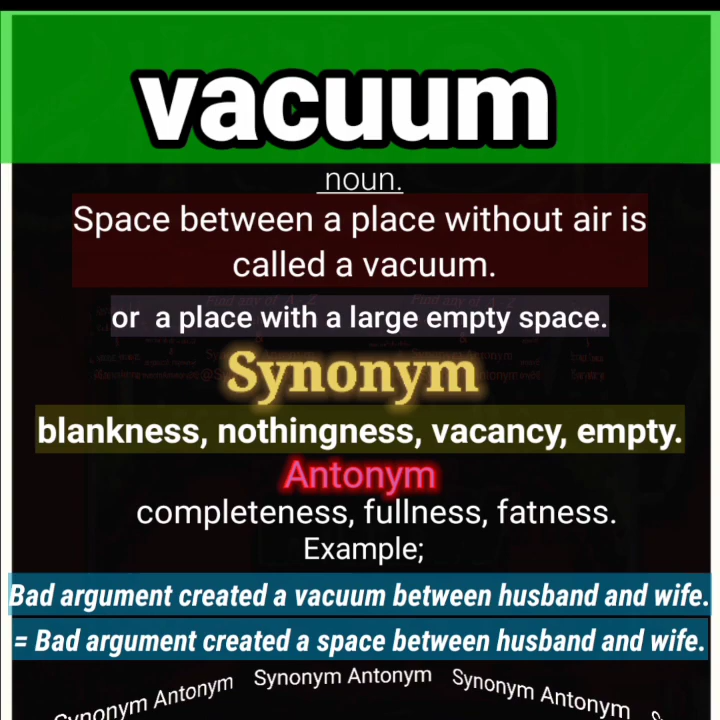 vacuum
noun.
Space between a place without air is
called a vacuum.
or a place with a large empty space.
Synonym
blankness, nothingness, vacancy, empty.
Antonym
completeness, fullness, fatness.
Example;
Bad argument created a vacuum between husband and wife.
= Bad argument created a space between husband and wife.
Synonym Antonym Synonym Antonym Synonym Antonym